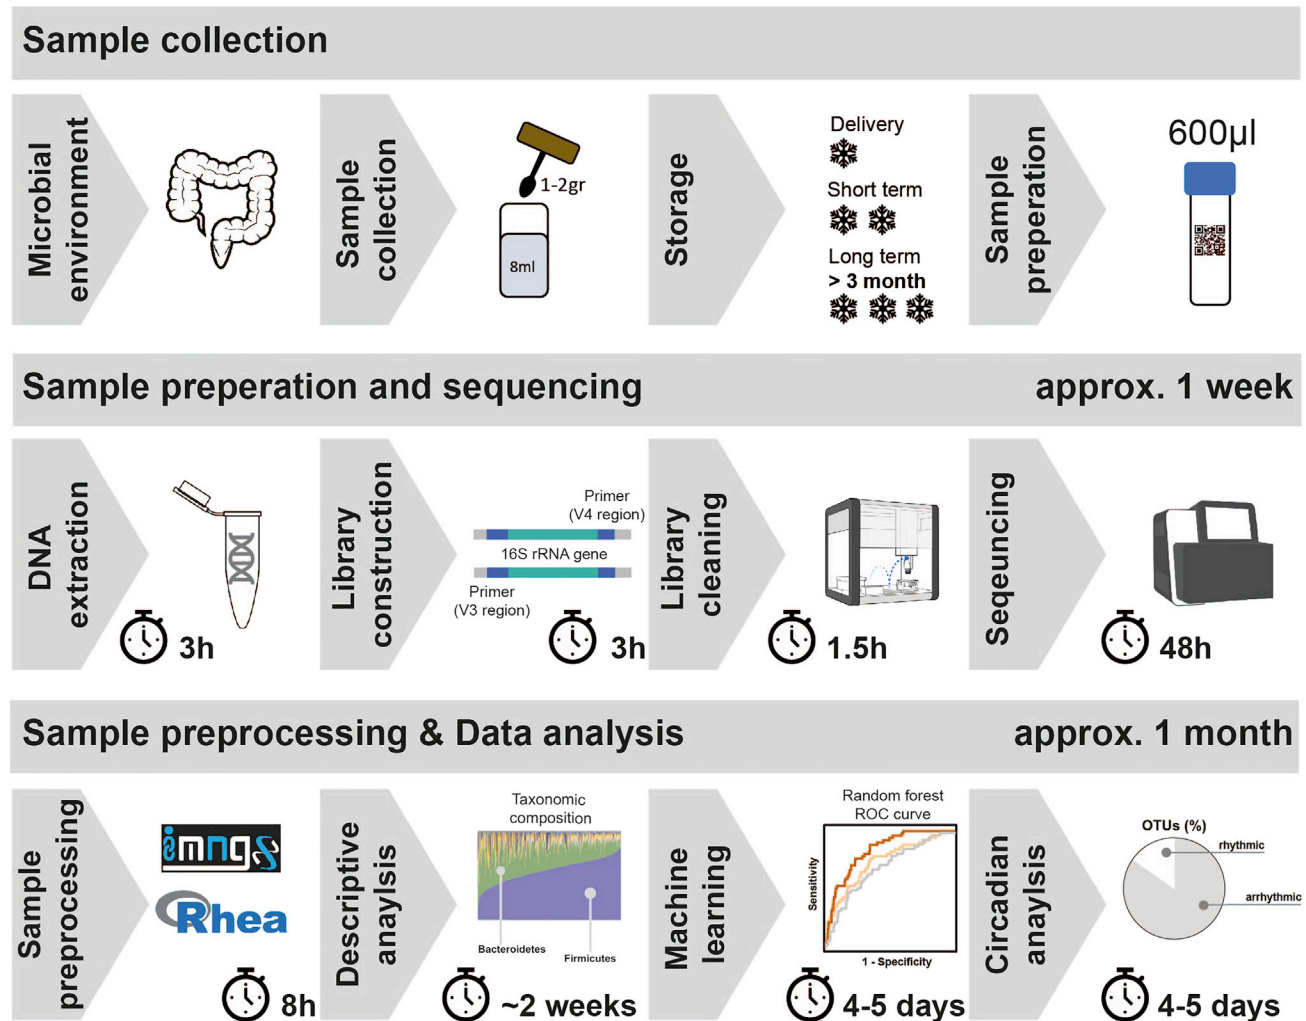 Sample collection
Microbial
environment
Sample
collection
1-2gr
8ml
Storage
Delivery
Short term
Long term
> 3 month
Sample
preperation
600µl
Sample preperation and sequencing
approx. 1 week
DNA
extraction
3h
Library
construction
Primer
(V4 region)
16S rRNA gene
Primer
(V3 region)
3h
Library
cleaning
1.5h
Seqeuncing
48h
Sample preprocessing & Data analysis
approx. 1 month
Sample
preprocessing
imngs
Rhea
8h
Descriptive
anaylsis
Taxonomic
composition
Bacteroidetes
Firmicutes
~2 weeks
Machine
learning
Random forest
ROC curve
Sensitivity
1 - Specificity
4-5 days
Circadian
anaylsis
OTUs (%)
rhythmic
arrhythmic
4-5 days